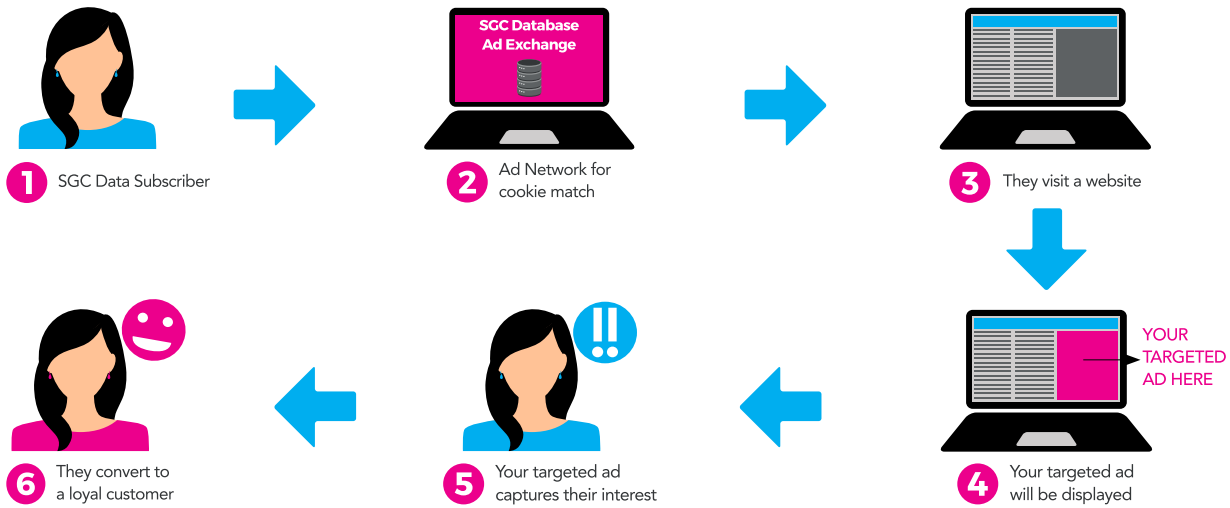 SGC Database
Ad Exchange
1
SGC Data Subscriber
2
Ad Network for
cookie match
3
They visit a website
YOUR
TARGETED
AD HERE
4
Your targeted ad
will be displayed
!!
5
Your targeted ad
captures their interest
6
They convert to
a loyal customer